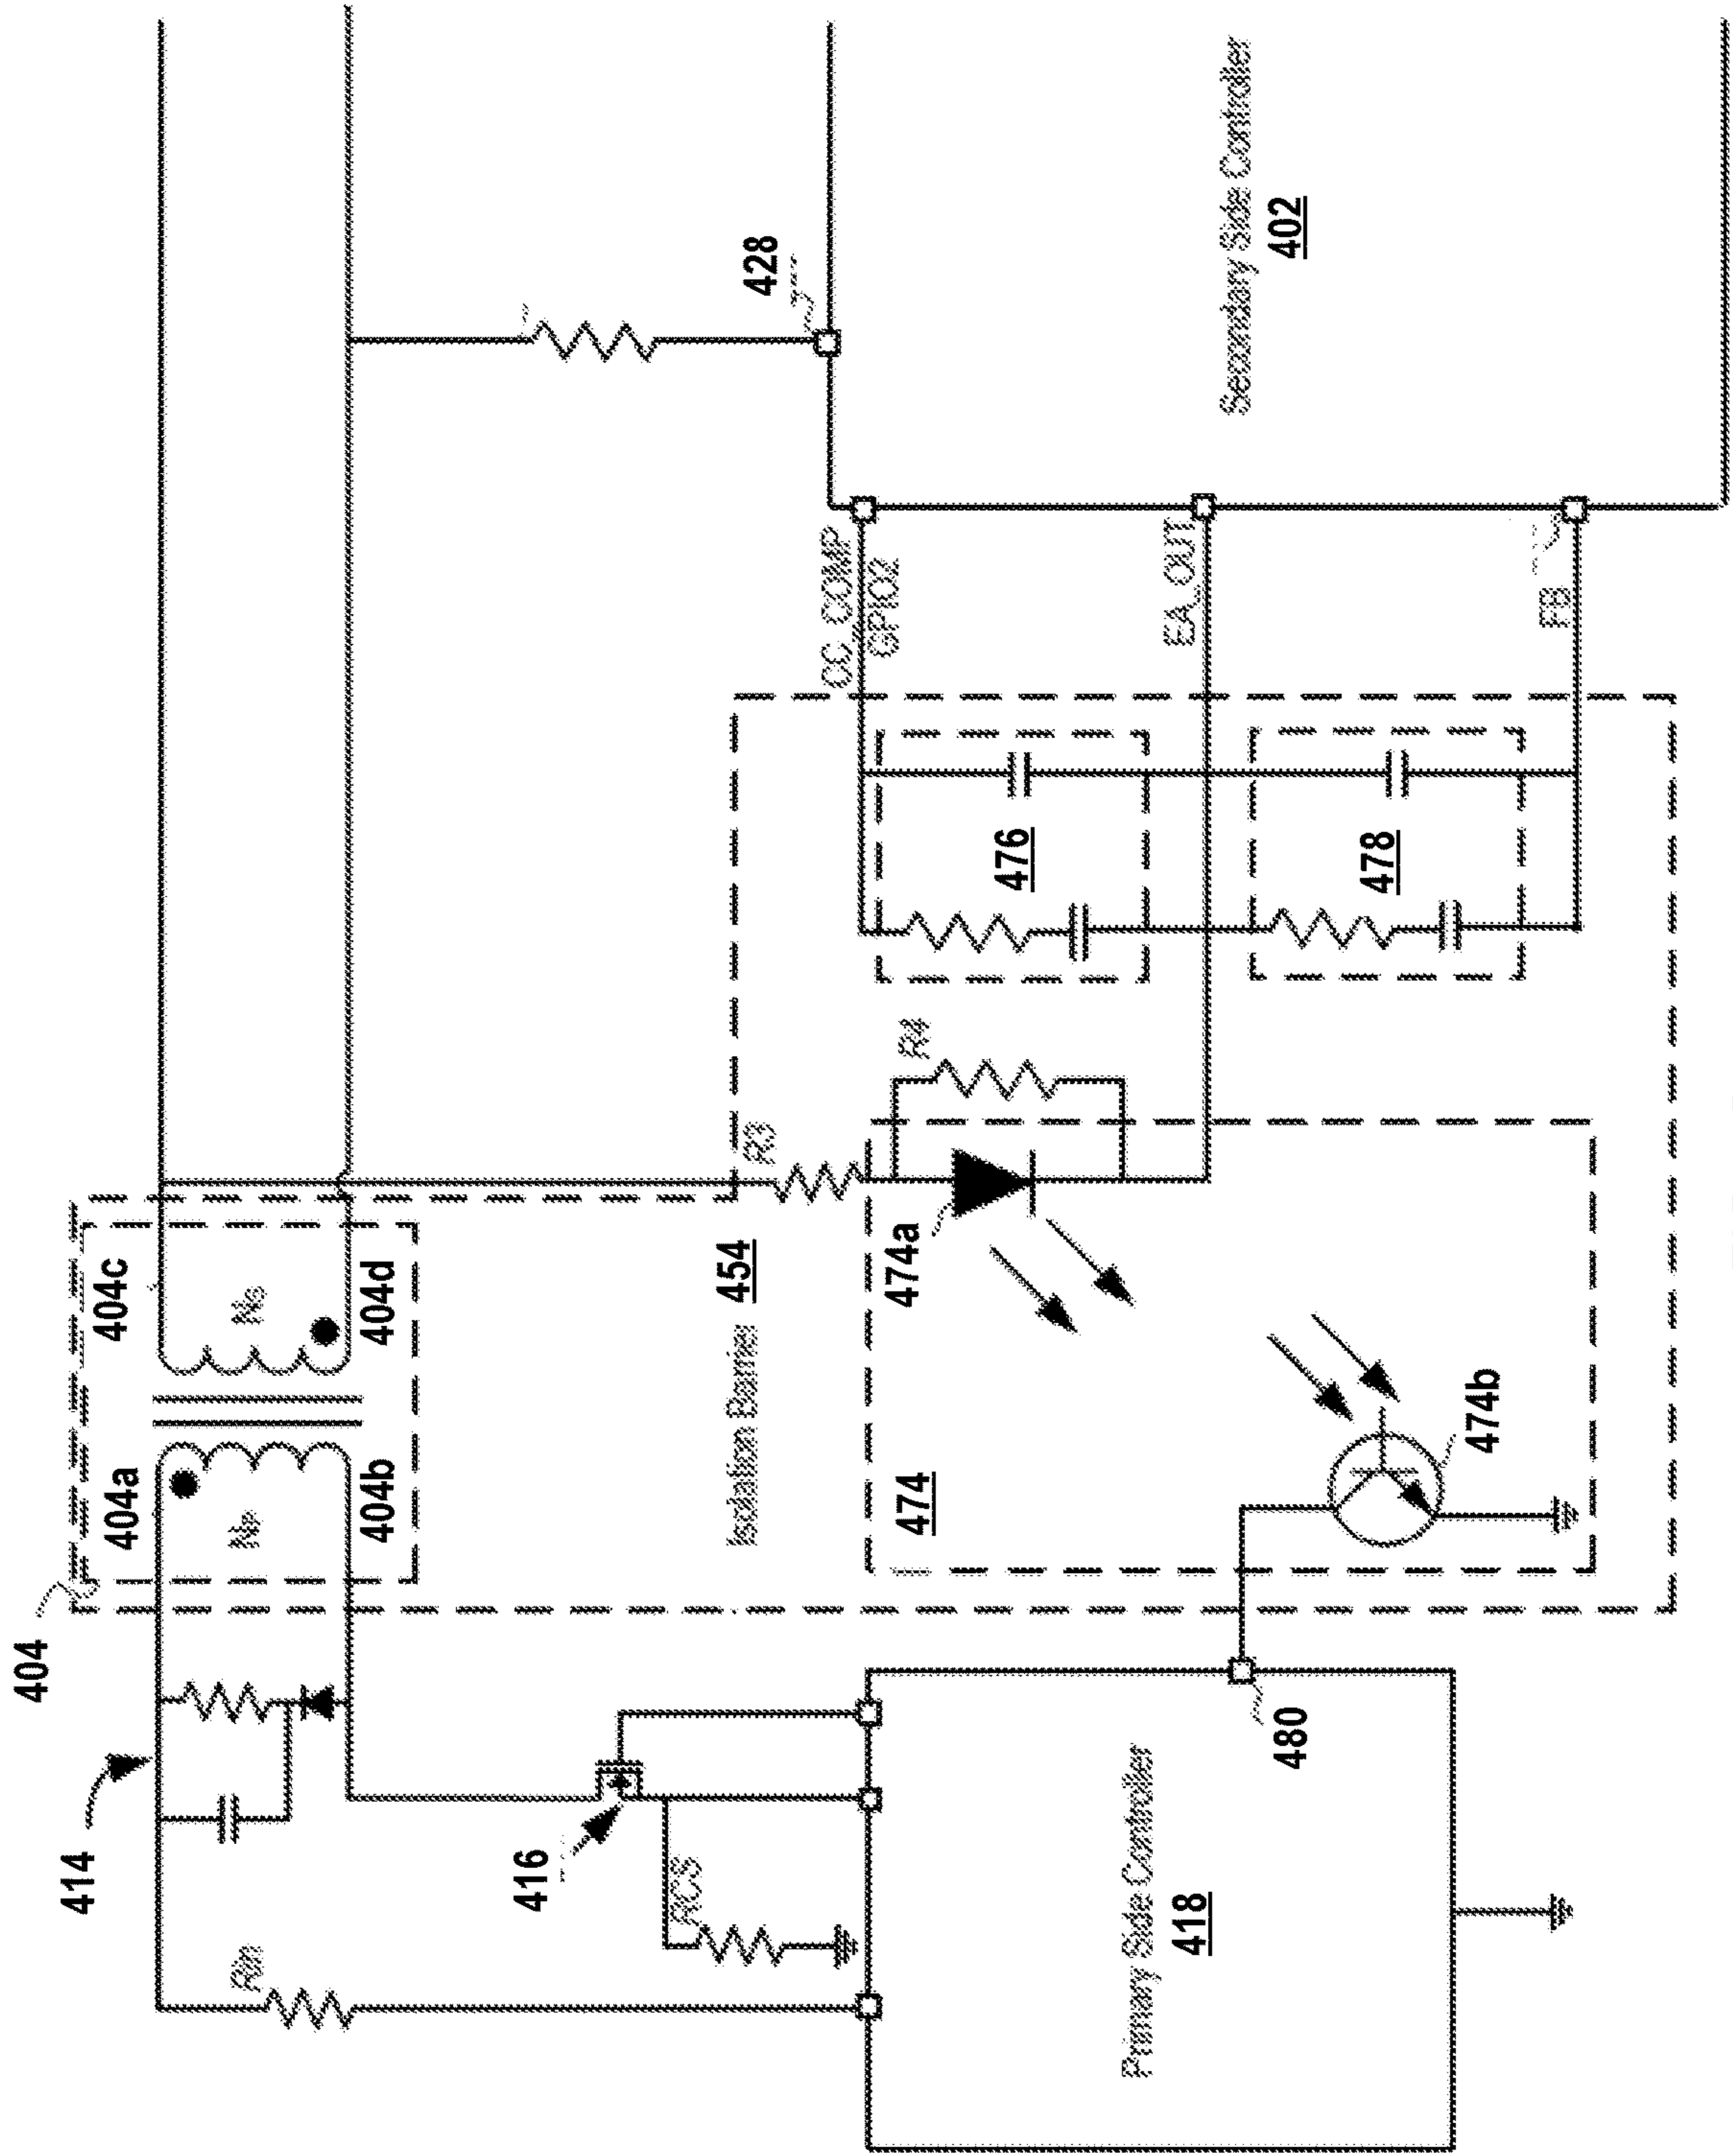 404
414
404a
404c
NP
NS
404b
404d
Rin
416
RCS
Isolation Barrier
454
R3
428
474
474a
R4
CC_COMP
GPIO2
476
EA_OUT
478
FB
474b
480
Primary Side Controller
418
Secondary Side Controller
402